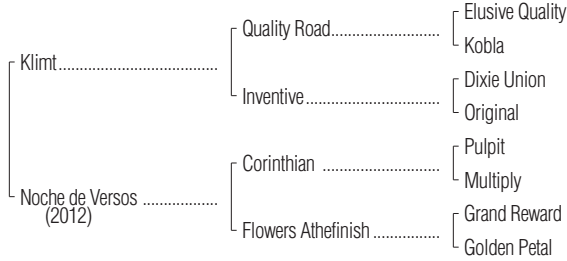 Elusive Quality
Quality Road
Kobla
Klimt
Dixie Union
Inventive
Original
Pulpit
Corinthian
Multiply
Noche de Versos
(2012)
Grand Reward
Flowers Athefinish
Golden Petal